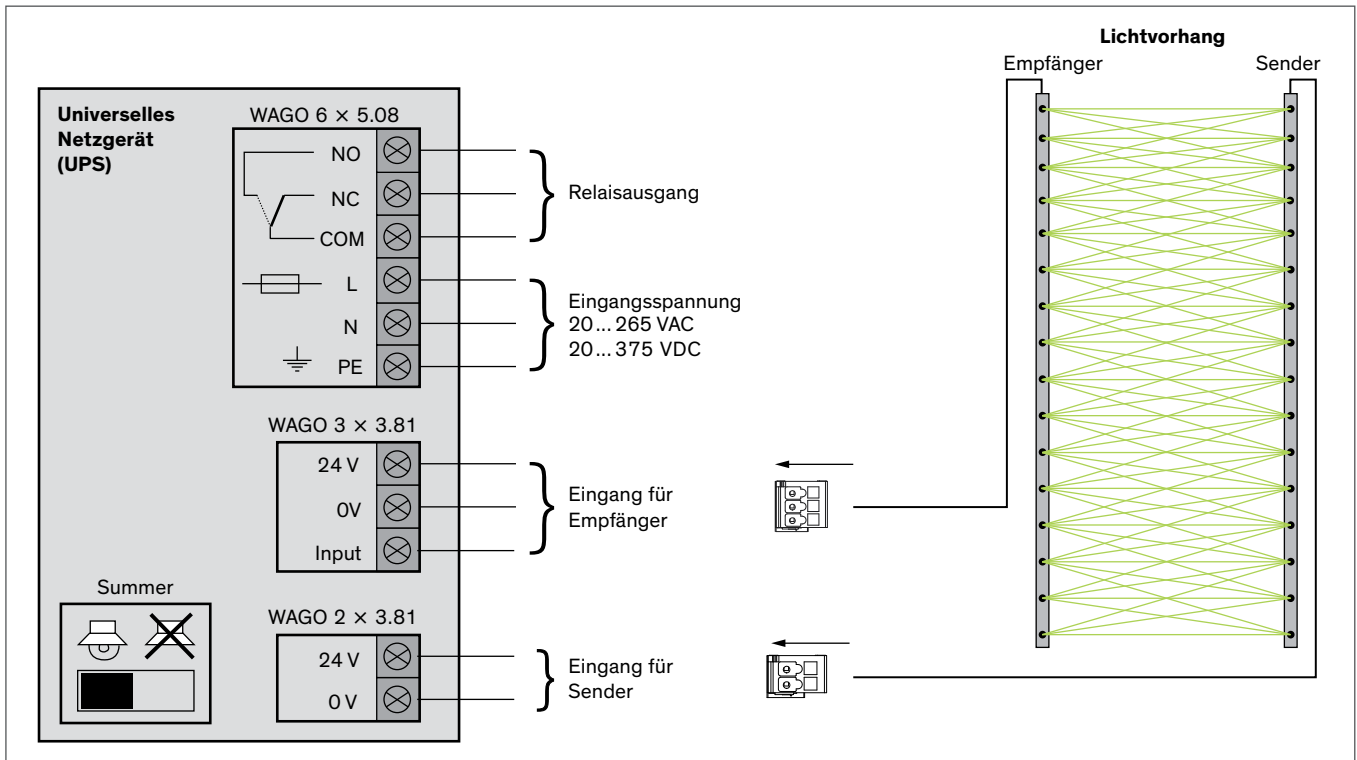 Universelles
Netzgerät
(UPS)
WAGO 6 × 5.08
NO
NC
COM
L
N
PE
Relaisausgang
Eingangsspannung
20... 265 VAC
20... 375 VDC
WAGO 3 × 3.81
24 V
0V
Input
Eingang für
Empfänger
Summer
WAGO 2 × 3.81
24 V
0 V
Eingang für
Sender
Lichtvorhang
Empfänger
Sender